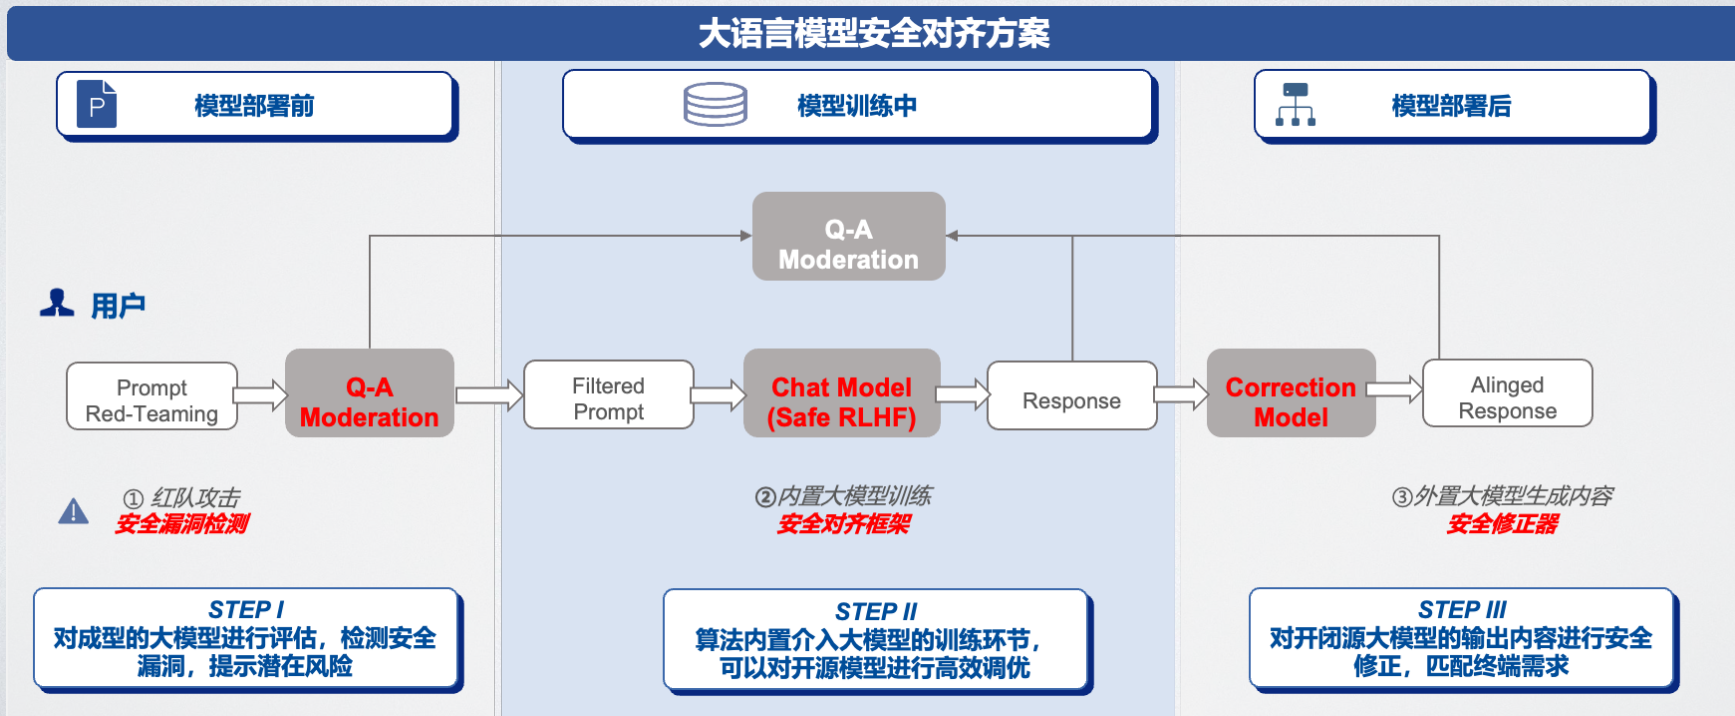 大语言模型安全对齐方案
P
模型部署前
模型训练中
模型部署后
Q-A
Moderation
用户
Prompt
Red-Teaming
Q-A
Moderation
Filtered
Prompt
Chat Model
(Safe RLHF)
Response
Correction
Model
Alinged
Response
① 红队攻击
安全漏洞检测
②内置大模型训练
安全对齐框架
③外置大模型生成内容
安全修正器
STEP I
对成型的大模型进行评估，检测安全
漏洞，提示潜在风险
STEP II
算法内置介入大模型的训练环节，
可以对开源模型进行高效调优
STEP III
对开闭源大模型的输出内容进行安全
修正，匹配终端需求